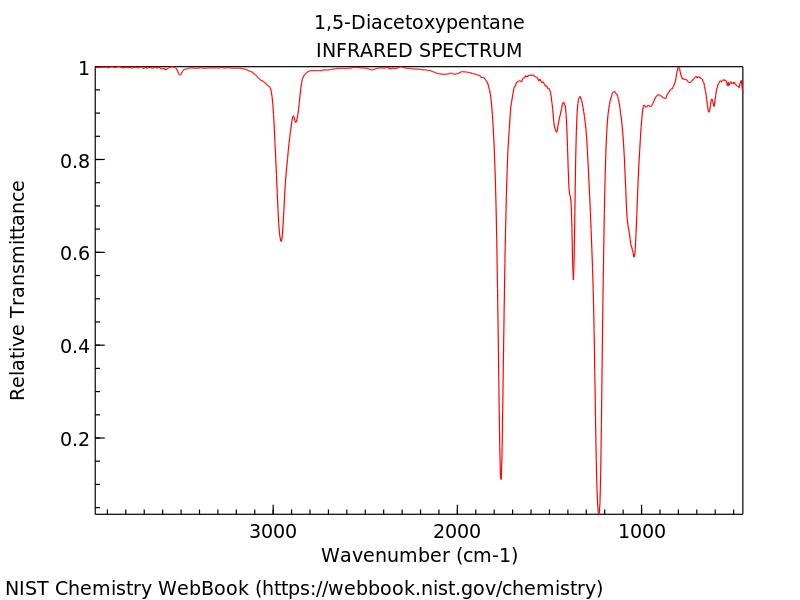 1,5-Diacetoxypentane
INFRARED SPECTRUM
1
0.8
0.6
0.4
0.2
Relative Transmittance
3000
2000
1000
Wavenumber (cm-1)
NIST Chemistry WebBook (https://webbook.nist.gov/chemistry)